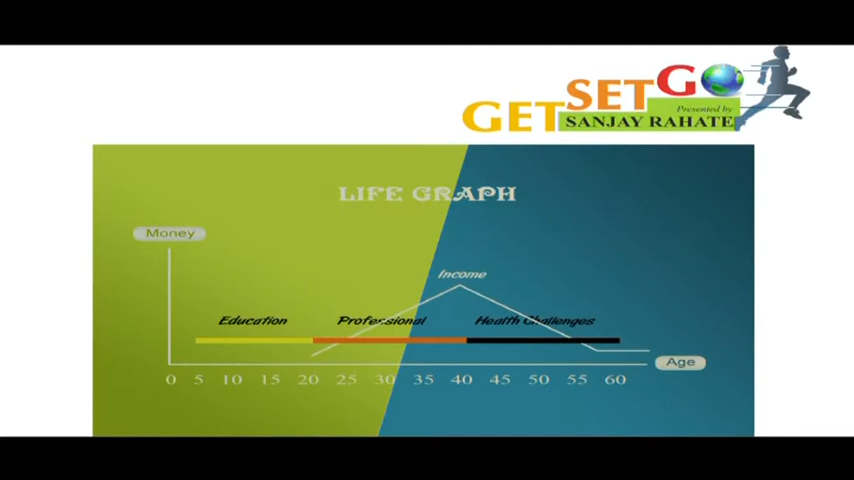 GET SET GO
Presented by
SANJAY RAHATE
LIFE GRAPH
Money
Income
Education Professional Health Challenges
Age
0 5 10 15 20 25 30 35 40 45 50 55 60